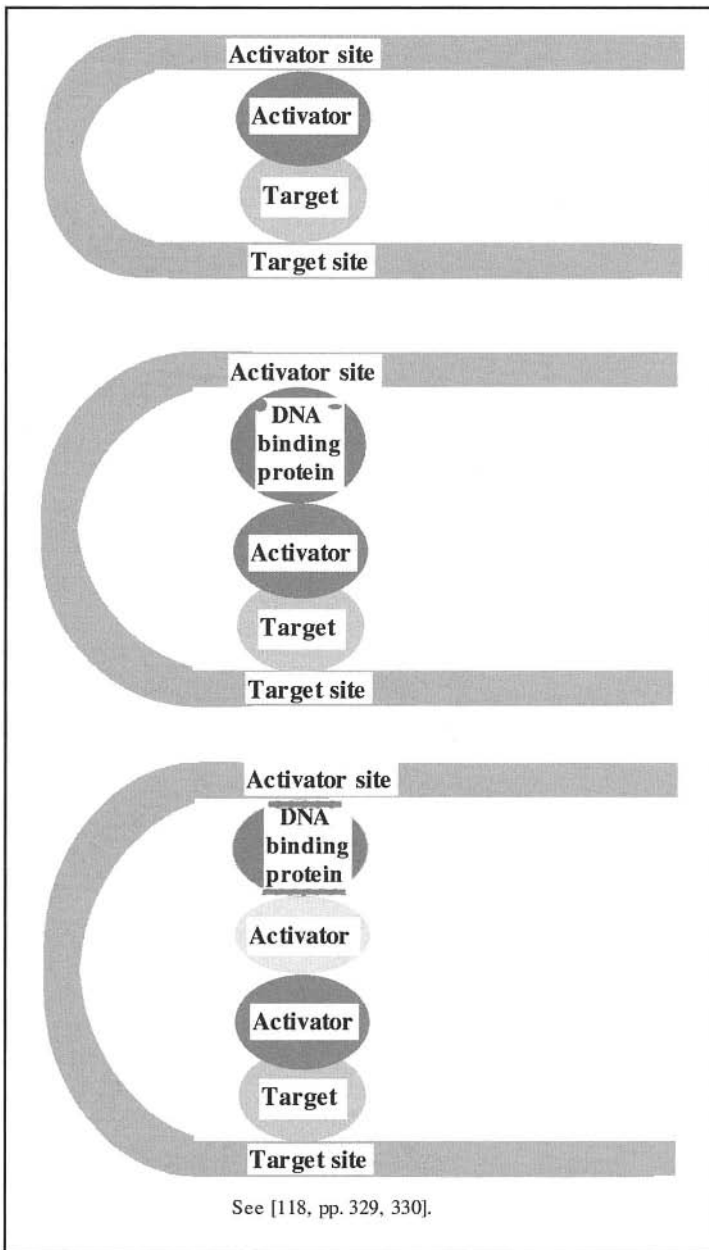 Activator site
Activator
Target
Target site
Activator site
DNA
binding
protein
Activator
Target
Target site
Activator site
DNA
binding
protein
Activator
Activator
Target
Target site
See [118, pp. 329, 330].